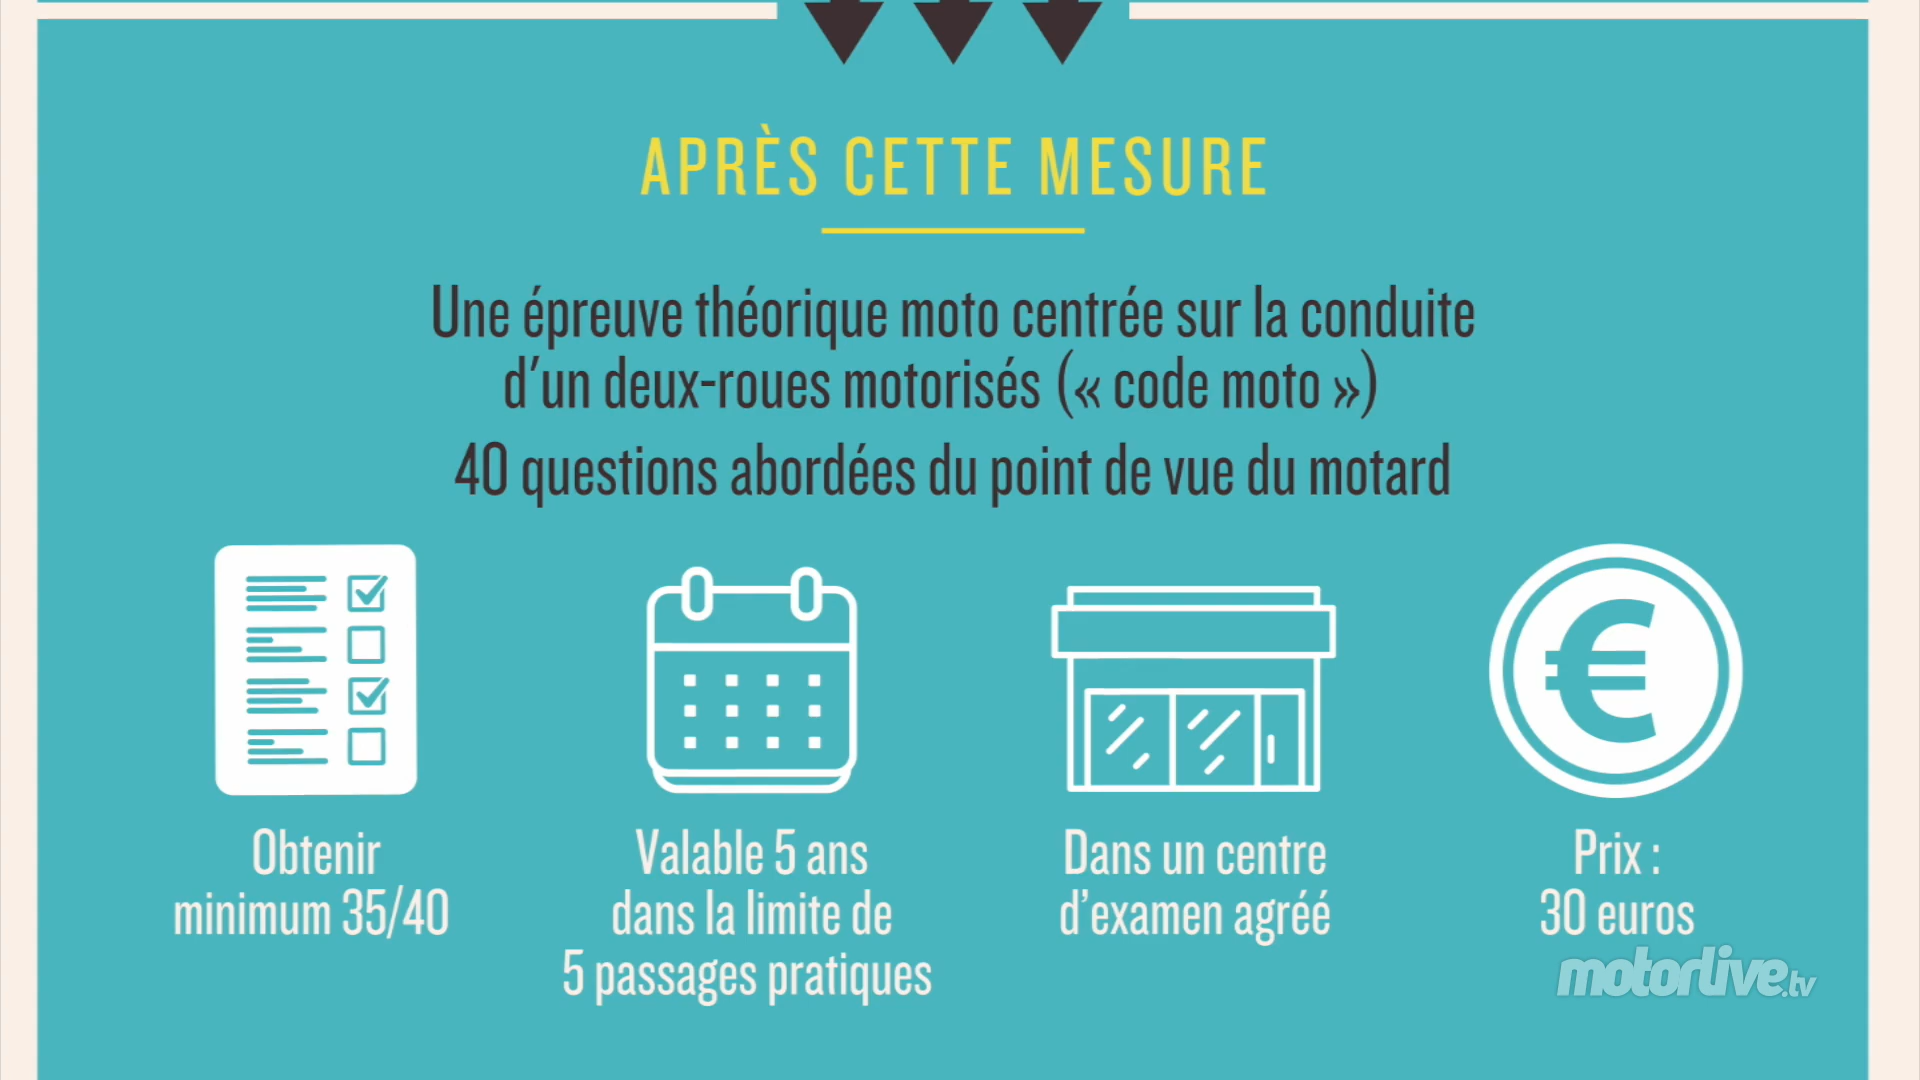 APRÈS CETTE MESURE
Une épreuve théorique moto centrée sur la conduite
d'un deux-roues motorisés (« code moto »)
40 questions abordées du point de vue du motard
Obtenir
minimum 35/40
Valable 5 ans
dans la limite de
5 passages pratiques
Dans un centre
d'examen agréé
Prix :
30 euros
motorlive.tv